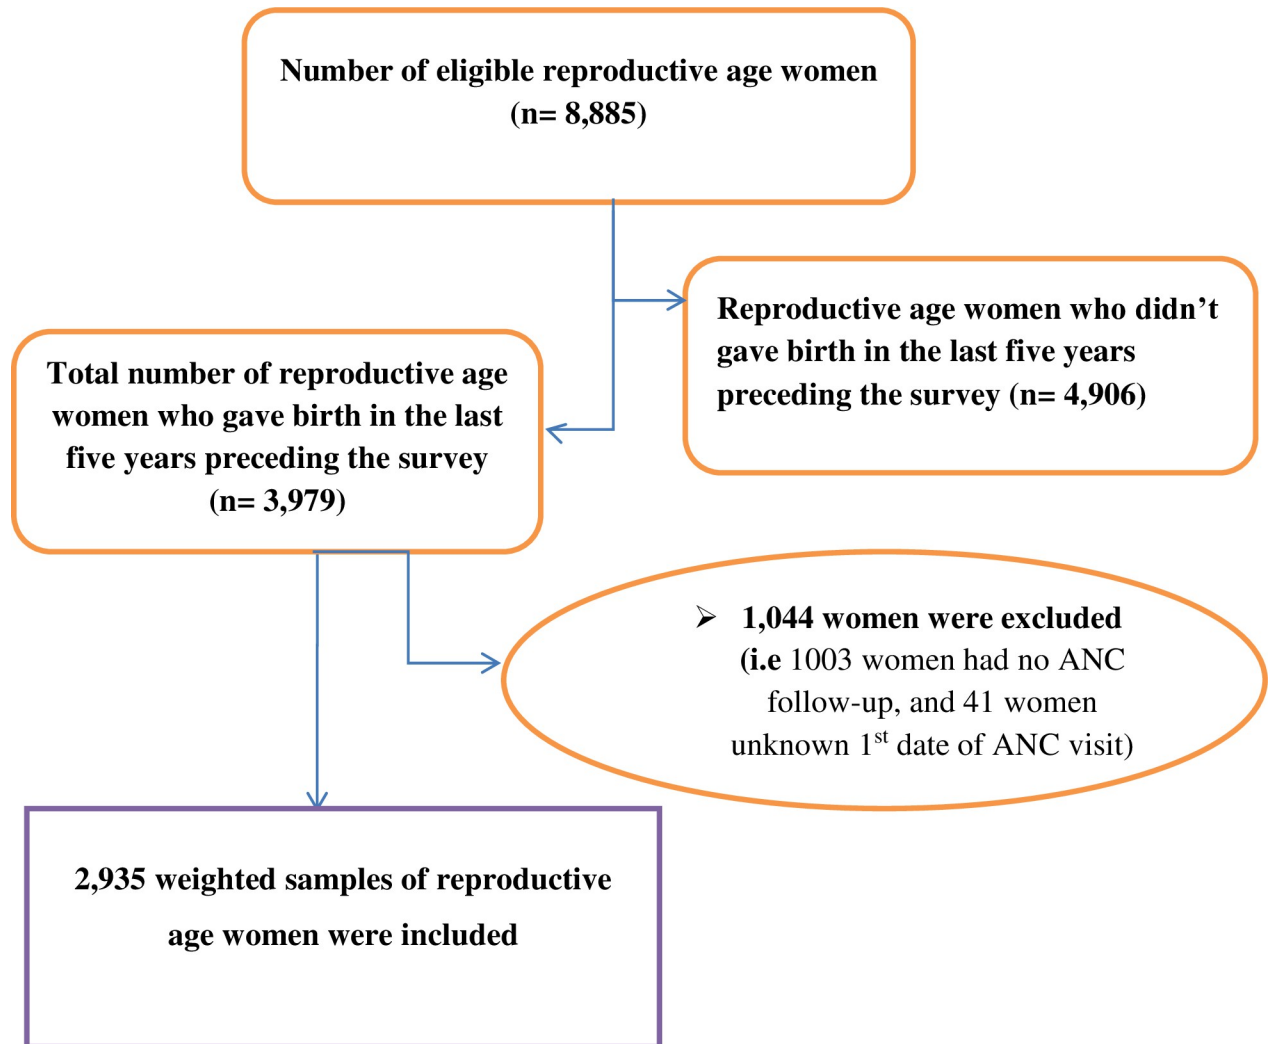 Number of eligible reproductive age women
(n= 8,885)
Reproductive age women who didn’t
gave birth in the last five years
preceding the survey (n= 4,906)
Total number of reproductive age
women who gave birth in the last
five years preceding the survey
(n= 3,979)
➢ 1,044 women were excluded
(i.e 1003 women had no ANC
follow-up, and 41 women
unknown 1st date of ANC visit)
2,935 weighted samples of reproductive
age women were included